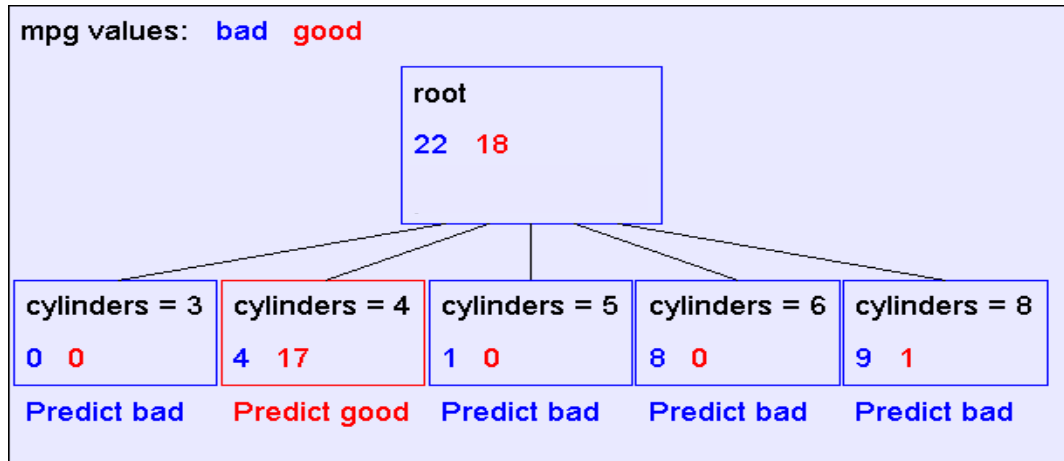 mpg values: bad good
root
22 18
cylinders = 3
0 0
Predict bad
cylinders = 4
4 17
Predict good
cylinders = 5
1 0
Predict bad
cylinders = 6
8 0
Predict bad
cylinders = 8
9 1
Predict bad